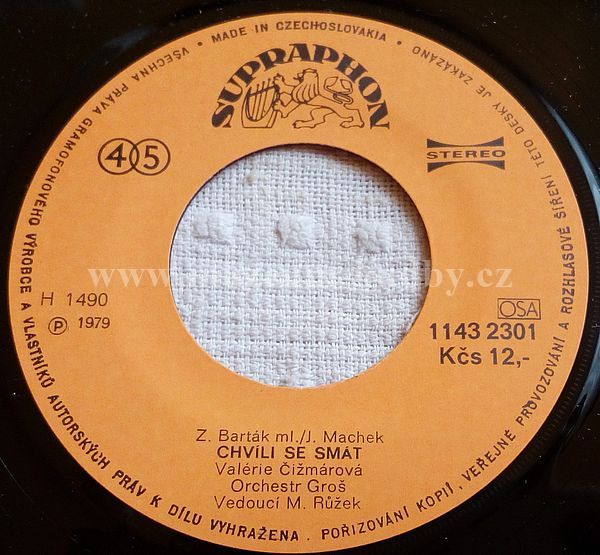 VŠECHNA PRÁVA GRAMOFONOVÉHO VÝROBCE A VLASTNÍKŮ AUTORSKÝCH PRÁV K DÍLU VYHRAŽENA. POŘIZOVÁNÍ KOPIÍ, VEŘEJNÉ PROVOZOVÁNÍ A ROZHLASOVÉ SÍŘENÍ TÉTO DESKY JE ZAKÁZÁNO
• MADE IN CZECHOSLOVAKIA •
SUPRAPHON
45
STEREO
H 1490
Ⓟ 1979
OSA
1143 2301
Kčs 12,-
Z. Barták ml./J. Machek
CHVÍLI SE SMÁT
Valérie Čižmárová
Orchestr Groš
Vedoucí M. Růžek